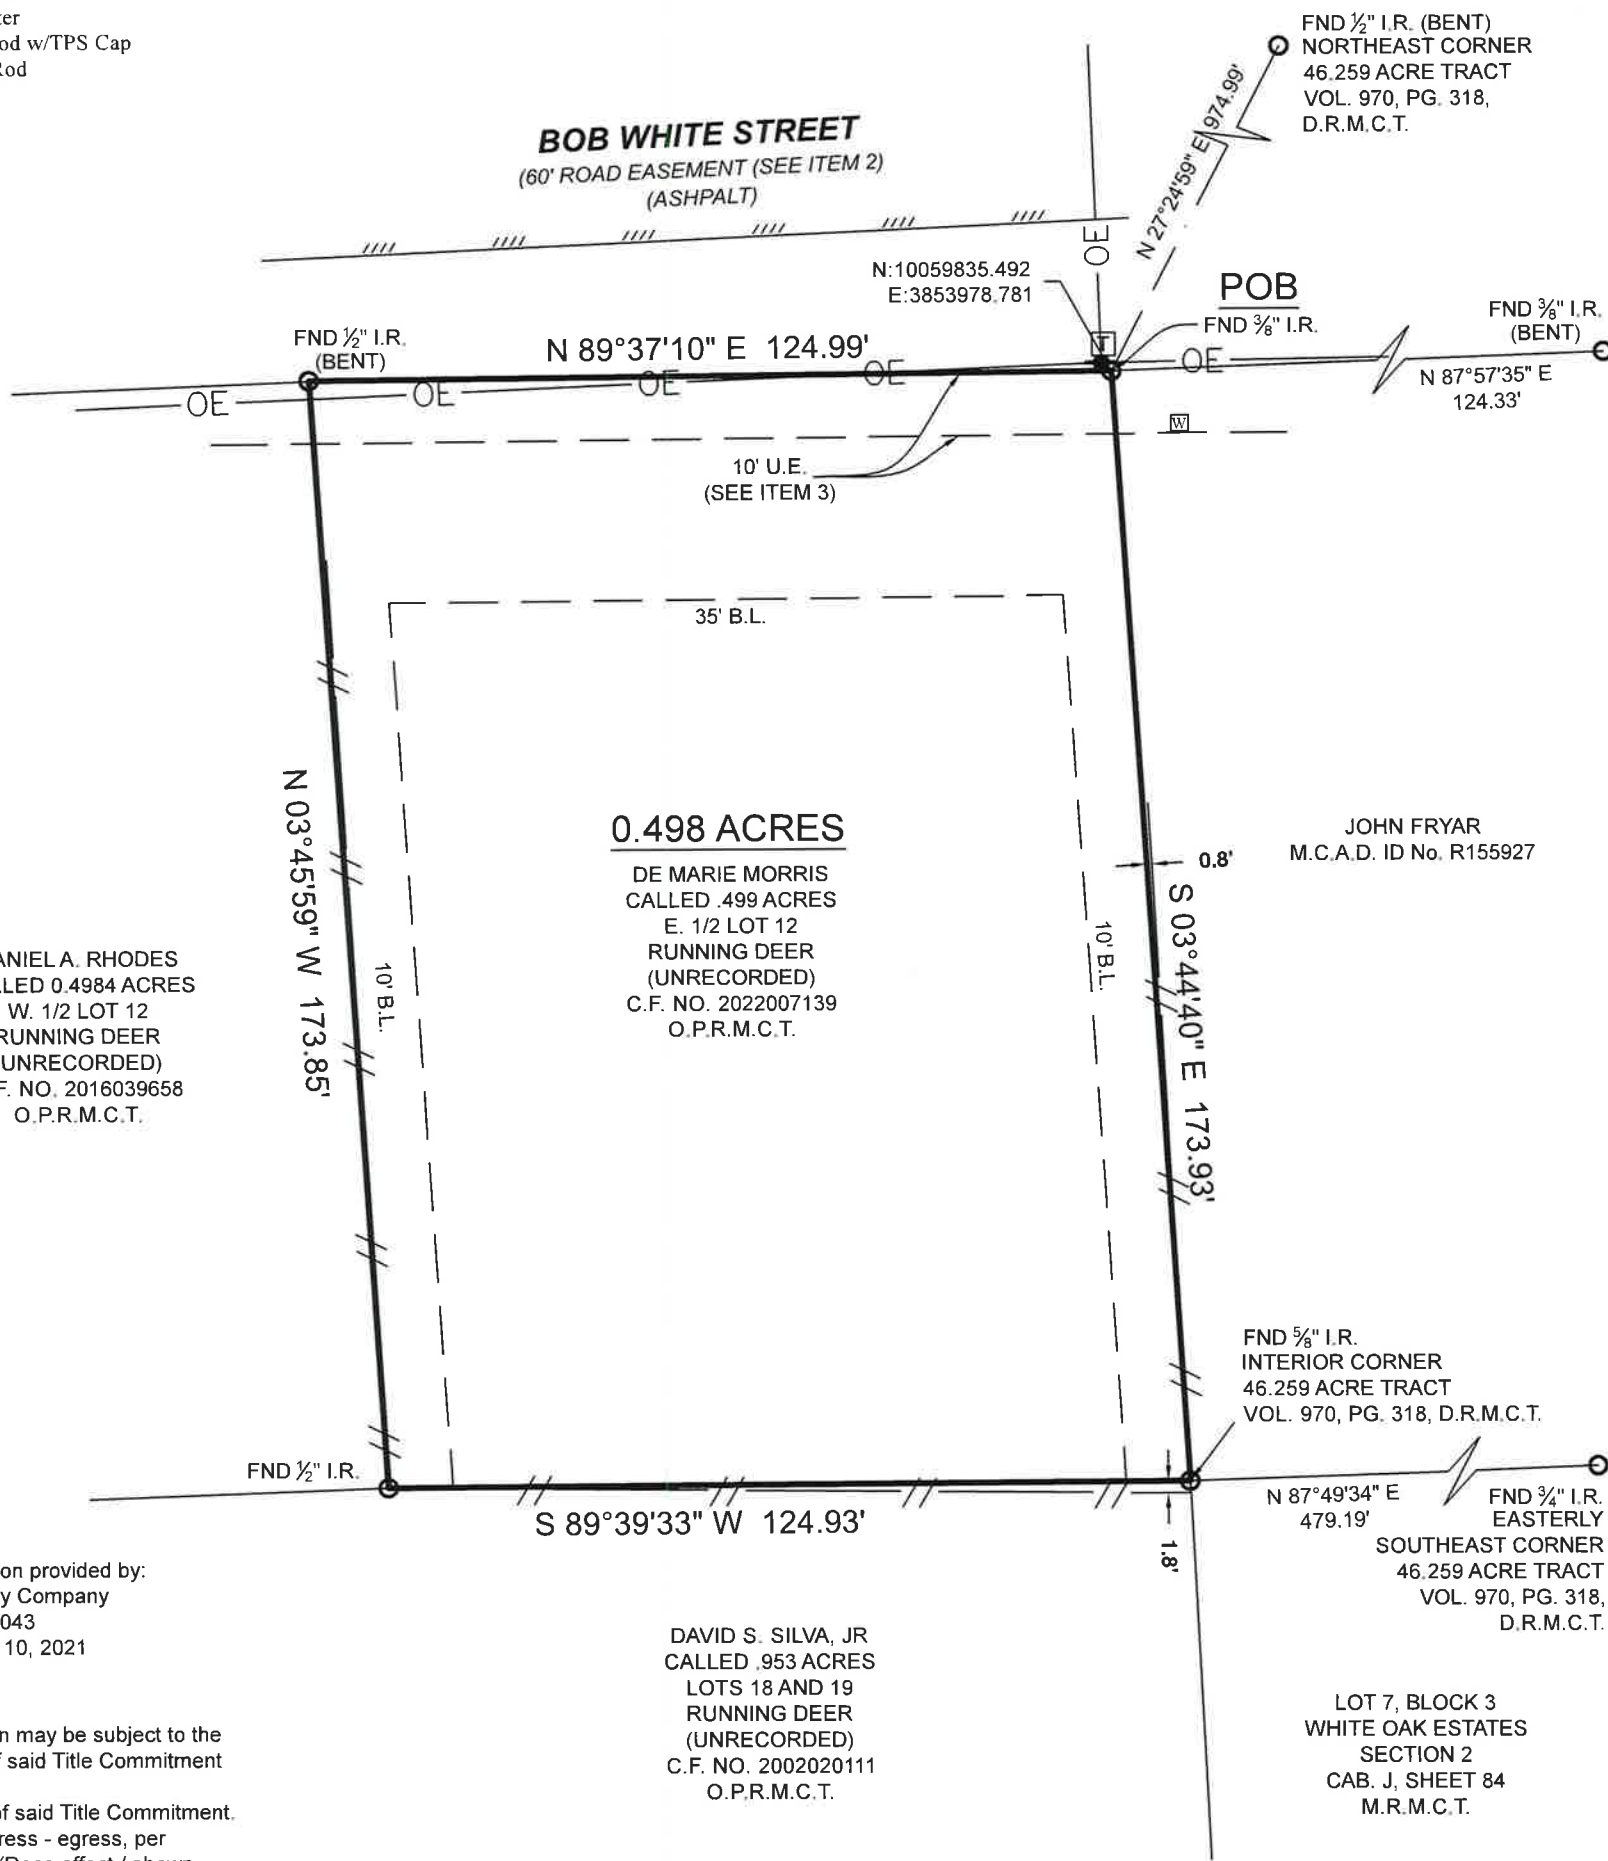 od w/TPS Cap
FND ½" I.R. (BENT)
NORTHEAST CORNER
46.259 ACRE TRACT
VOL. 970, PG. 318,
D.R.M.C.T.
N 27°24'59" E 974.99'
BOB WHITE STREET
(60' ROAD EASEMENT (SEE ITEM 2)
(ASHPALT)
OE
N:10059835.492
E:3853978.781
POB
FND ⅜" I.R.
T
FND ⅜" I.R.
(BENT)
FND ½" I.R.
(BENT)
N 89°37'10" E 124.99'
OE
OE
OE
OE
OE
N 87°57'35" E
124.33'
W
10' U.E.
(SEE ITEM 3)
35' B.L.
N 03°45'59" W 173.85'
10' B.L.
0.498 ACRES
DE MARIE MORRIS
CALLED .499 ACRES
E. 1/2 LOT 12
RUNNING DEER
(UNRECORDED)
C.F. NO. 2022007139
O.P.R.M.C.T.
10' B.L.
0.8'
S 03°44'40" E 173.93'
JOHN FRYAR
M.C.A.D. ID No. R155927
ANIEL A. RHODES
LED 0.4984 ACRES
W. 1/2 LOT 12
RUNNING DEER
UNRECORDED)
F. NO. 2016039658
O.P.R.M.C.T.
FND ⅝" I.R.
INTERIOR CORNER
46.259 ACRE TRACT
VOL. 970, PG. 318, D.R.M.C.T.
FND ½" I.R.
S 89°39'33" W 124.93'
1.8'
N 87°49'34" E
479.19'
FND ¾" I.R.
EASTERLY
SOUTHEAST CORNER
46.259 ACRE TRACT
VOL. 970, PG. 318,
D.R.M.C.T.
on provided by:
y Company
043
10, 2021
DAVID S. SILVA, JR
CALLED .953 ACRES
LOTS 18 AND 19
RUNNING DEER
(UNRECORDED)
C.F. NO. 2002020111
O.P.R.M.C.T.
LOT 7, BLOCK 3
WHITE OAK ESTATES
SECTION 2
CAB. J, SHEET 84
M.R.M.C.T.
n may be subject to the
said Title Commitment
of said Title Commitment.
ress - egress, per